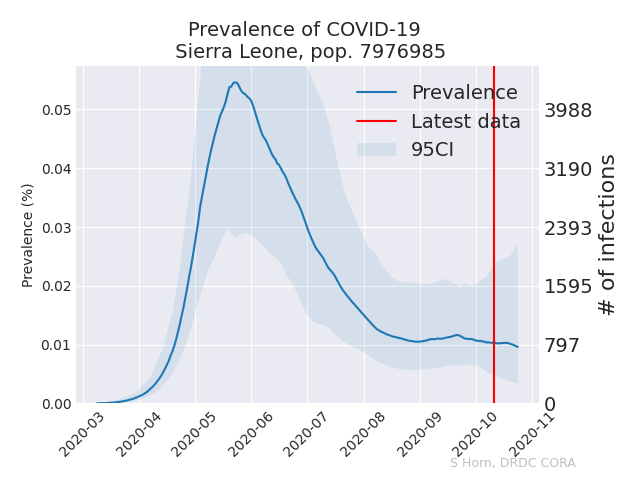 Prevalence of COVID-19
Sierra Leone, pop. 7976985
Prevalence
Latest data
95CI
Prevalence (%)
0.05
0.04
0.03
0.02
0.01
0.00
3988
3190
2393
1595
797
0
# of infections
2020-03
2020-04
2020-05
2020-06
2020-07
2020-08
2020-09
2020-10
2020-11
S Horn, DRDC CORA